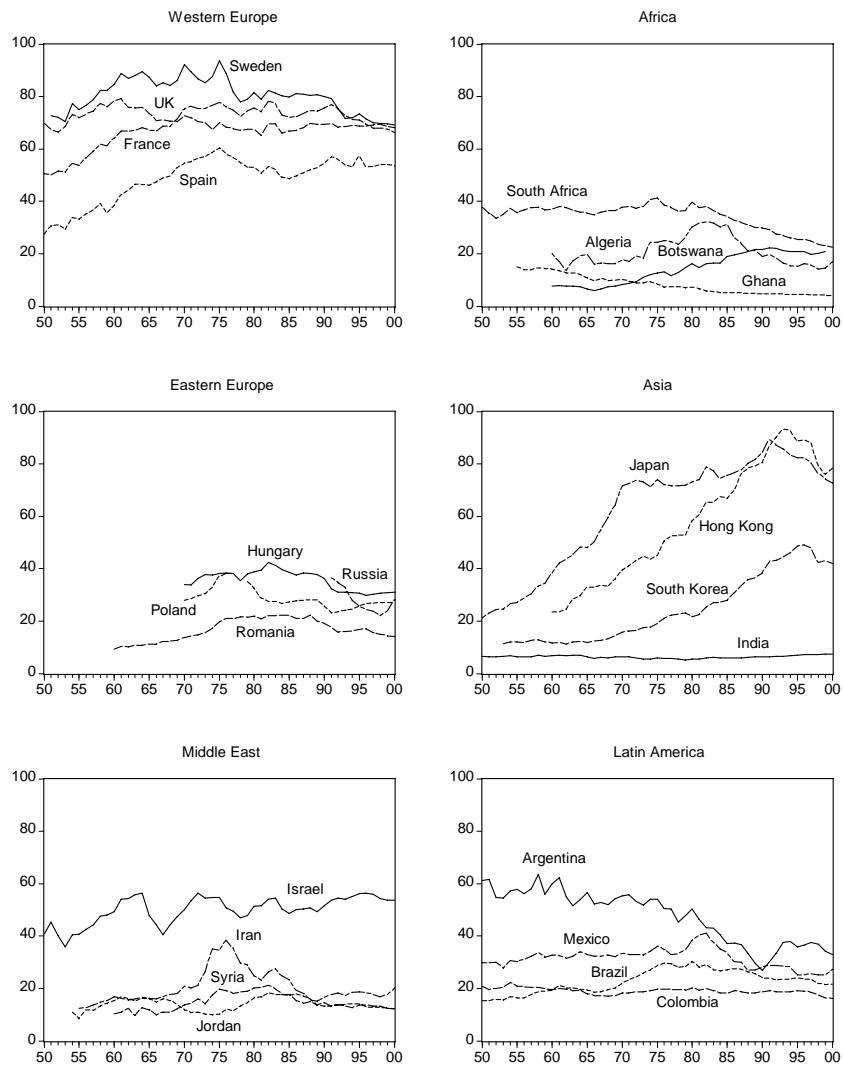 Western Europe
100
80
60
40
20
0
Sweden
UK
France
Spain
50 55 60 65 70 75 80 85 90 95 00
Africa
100
80
60
40
20
0
South Africa
Algeria
Botswana
Ghana
50 55 60 65 70 75 80 85 90 95 00
Eastern Europe
100
80
60
40
20
0
Hungary
Russia
Poland
Romania
50 55 60 65 70 75 80 85 90 95 00
Asia
100
80
60
40
20
0
Japan
Hong Kong
South Korea
India
50 55 60 65 70 75 80 85 90 95 00
Middle East
100
80
60
40
20
0
Israel
Iran
Syria
Jordan
50 55 60 65 70 75 80 85 90 95 00
Latin America
100
80
60
40
20
0
Argentina
Mexico
Brazil
Colombia
50 55 60 65 70 75 80 85 90 95 00